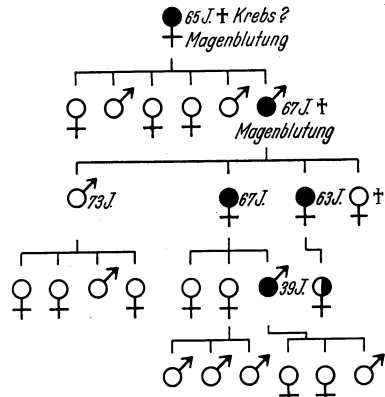 65 J. † Krebs?
Magenblutung
67 J. †
Magenblutung
73 J.
67 J.
63 J.
†
39 J.